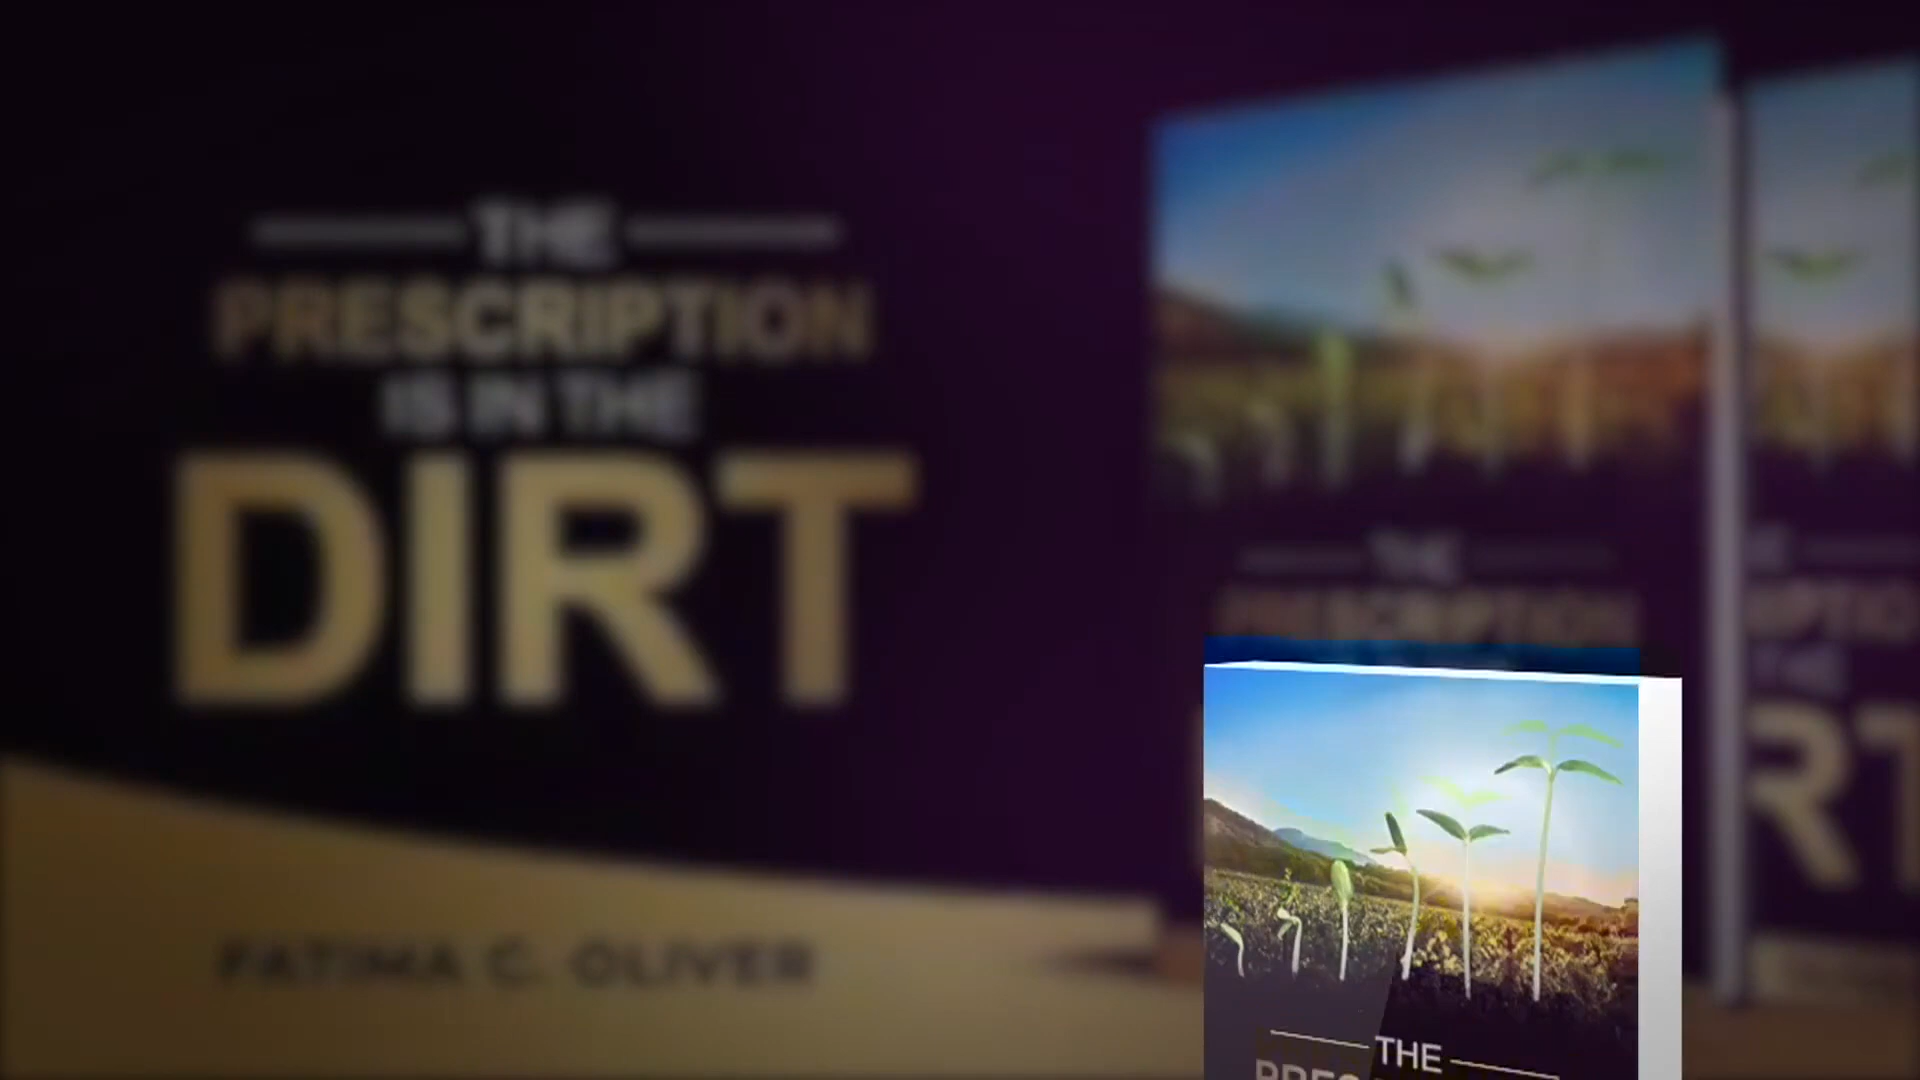 THE
PRESCRIPTION
IS IN THE
DIRT
FATIMA C. OLIVER
THE
PRESCRIPTION
THE
RT
THE